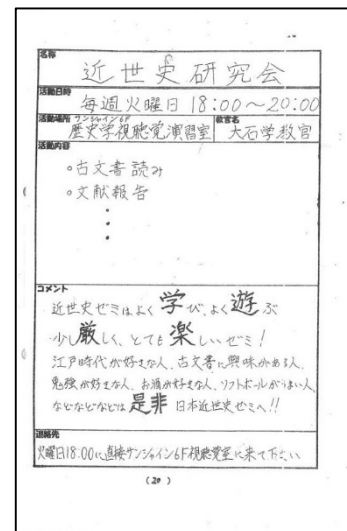 名称
近世史研究会
活動日時
毎週火曜日 18:00～20:00
活動場所 サンシャイン6F 教官名
歴史学視聴覚演習室 大石学教官
活動内容
・古文書読み
・文献報告
・
・
・
コメント
近世史ゼミはよく学び、よく遊ぶ
少し厳しく、とても楽しいゼミ!
江戸時代が好きな人、古文書に興味がある人、
勉強が好きな人、お酒が好きな人、ソフトボールがうまい人、
などなどなどは是非日本近世史ゼミへ!!
連絡先
火曜日18:00に直接サンシャイン6F視聴覚室に来て下さい
(20)